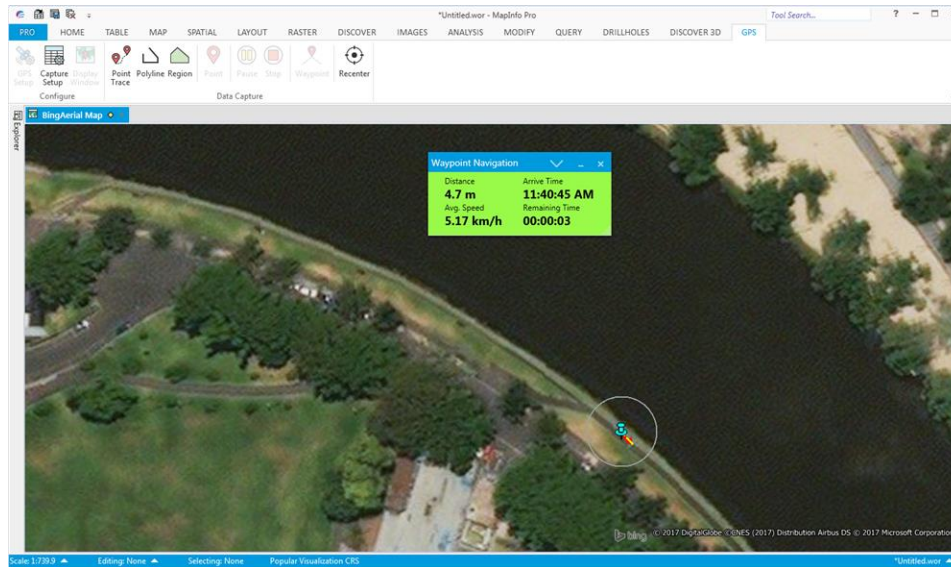 *Untitled.wor - MapInfo Pro
Tool Search...
?
PRO HOME TABLE MAP SPATIAL LAYOUT RASTER DISCOVER IMAGES ANALYSIS MODIFY QUERY DRILLHOLES DISCOVER 3D GPS
GPS Setup
Capture Setup
Display Window
Configure
Point Trace
Polyline
Region
Point
Pause
Stop
Waypoint
Recenter
Data Capture
Explorer
BingAerial Map
Waypoint Navigation
Distance Arrive Time
4.7 m 11:40:45 AM
Avg. Speed Remaining Time
5.17 km/h 00:00:03
bing © 2017 DigitalGlobe ©CNES (2017) Distribution Airbus DS © 2017 Microsoft Corporation
Scale: 1:739.9 Editing: None Selecting: None Popular Visualization CRS *Untitled.wor